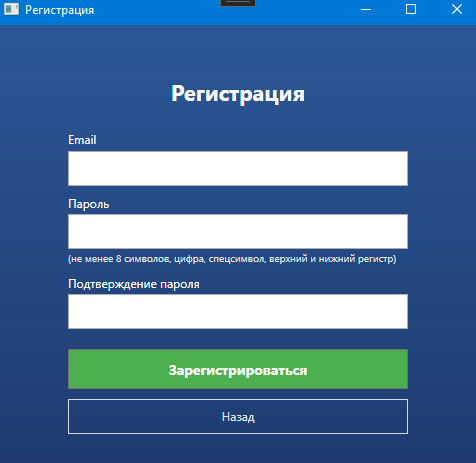 Регистрация
Регистрация
Email
Пароль
(не менее 8 символов, цифра, спецсимвол, верхний и нижний регистр)
Подтверждение пароля
Зарегистрироваться
Назад